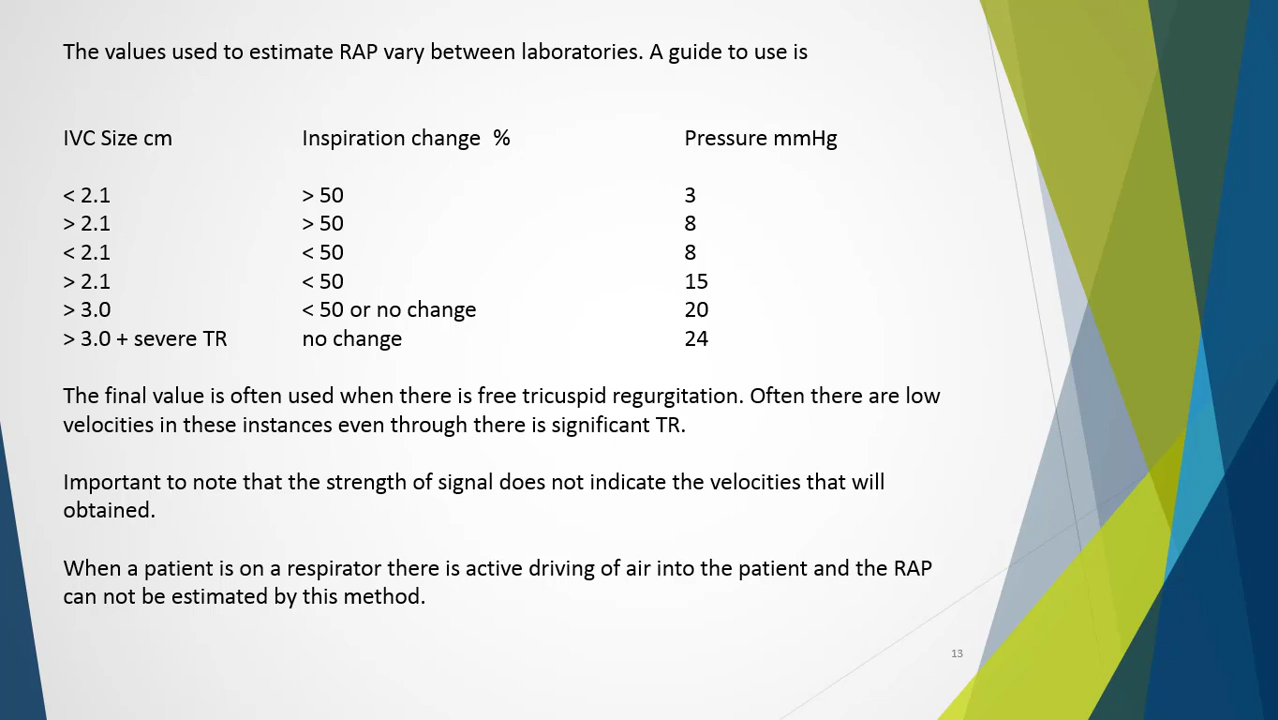 The values used to estimate RAP vary between laboratories. A guide to use is
IVC Size cm Inspiration change % Pressure mmHg
< 2.1 > 50 3
> 2.1 > 50 8
< 2.1 < 50 8
> 2.1 < 50 15
> 3.0 < 50 or no change 20
> 3.0 + severe TR no change 24
The final value is often used when there is free tricuspid regurgitation. Often there are low
velocities in these instances even through there is significant TR.
Important to note that the strength of signal does not indicate the velocities that will
obtained.
When a patient is on a respirator there is active driving of air into the patient and the RAP
can not be estimated by this method.
13